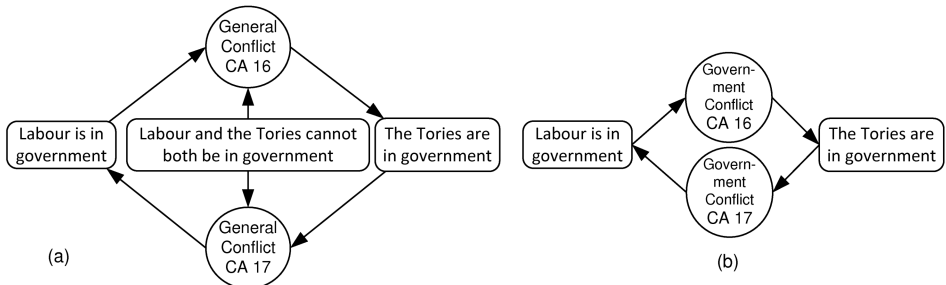 General
Conflict
CA 16
Labour is in
government
Labour and the Tories cannot
both be in government
The Tories are
in government
General
Conflict
CA 17
(a)
Govern-
ment
Conflict
CA 16
Labour is in
government
The Tories are
in government
Govern-
ment
Conflict
CA 17
(b)